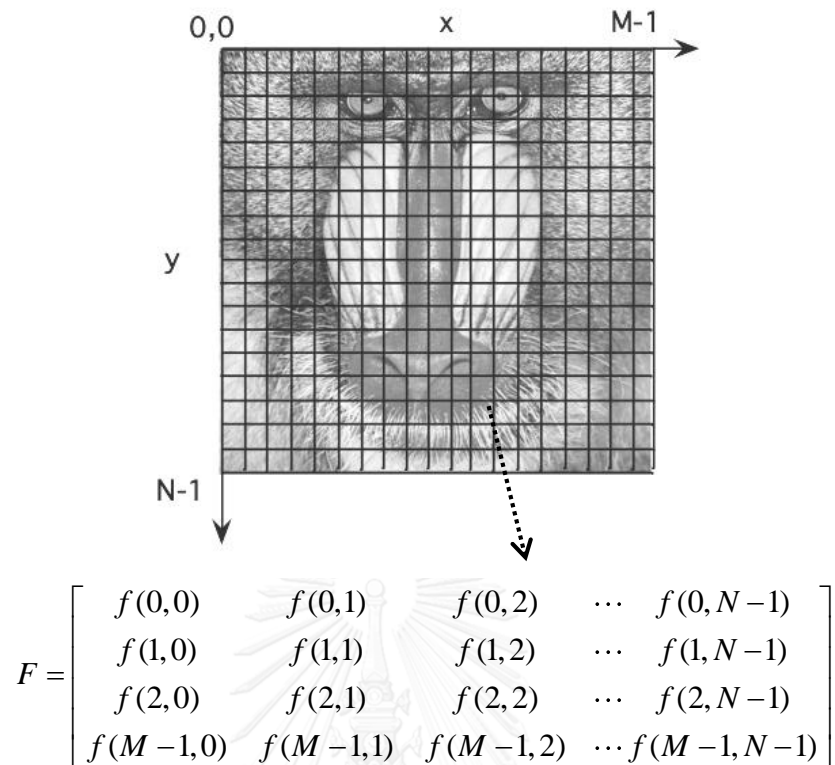 0,0 x M-1
y
N-1
f(0,0) f(0,1) f(0,2) ⋯ f(0,N−1)
f(1,0) f(1,1) f(1,2) ⋯ f(1,N−1)
F = f(2,0) f(2,1) f(2,2) ⋯ f(2,N−1)
f(M−1,0) f(M−1,1) f(M−1,2) ⋯ f(M−1,N−1)